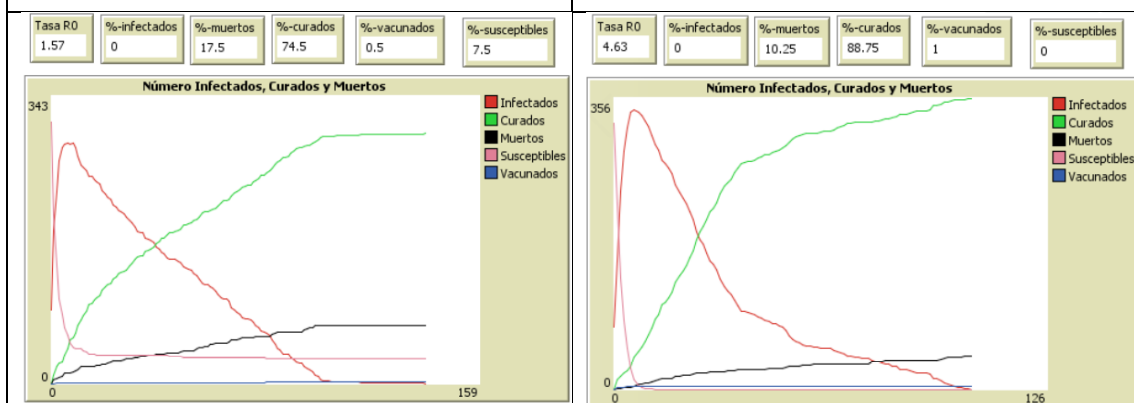 Tasa R0 %-infectados %-muertos %-curados %-vacunados %-susceptibles
1.57 0 17.5 74.5 0.5 7.5
Número Infectados, Curados y Muertos
343
0
0 159
Infectados
Curados
Muertos
Susceptibles
Vacunados
Tasa R0 %-infectados %-muertos %-curados %-vacunados %-susceptibles
4.63 0 10.25 88.75 1 0
Número Infectados, Curados y Muertos
356
0
0 126
Infectados
Curados
Muertos
Susceptibles
Vacunados